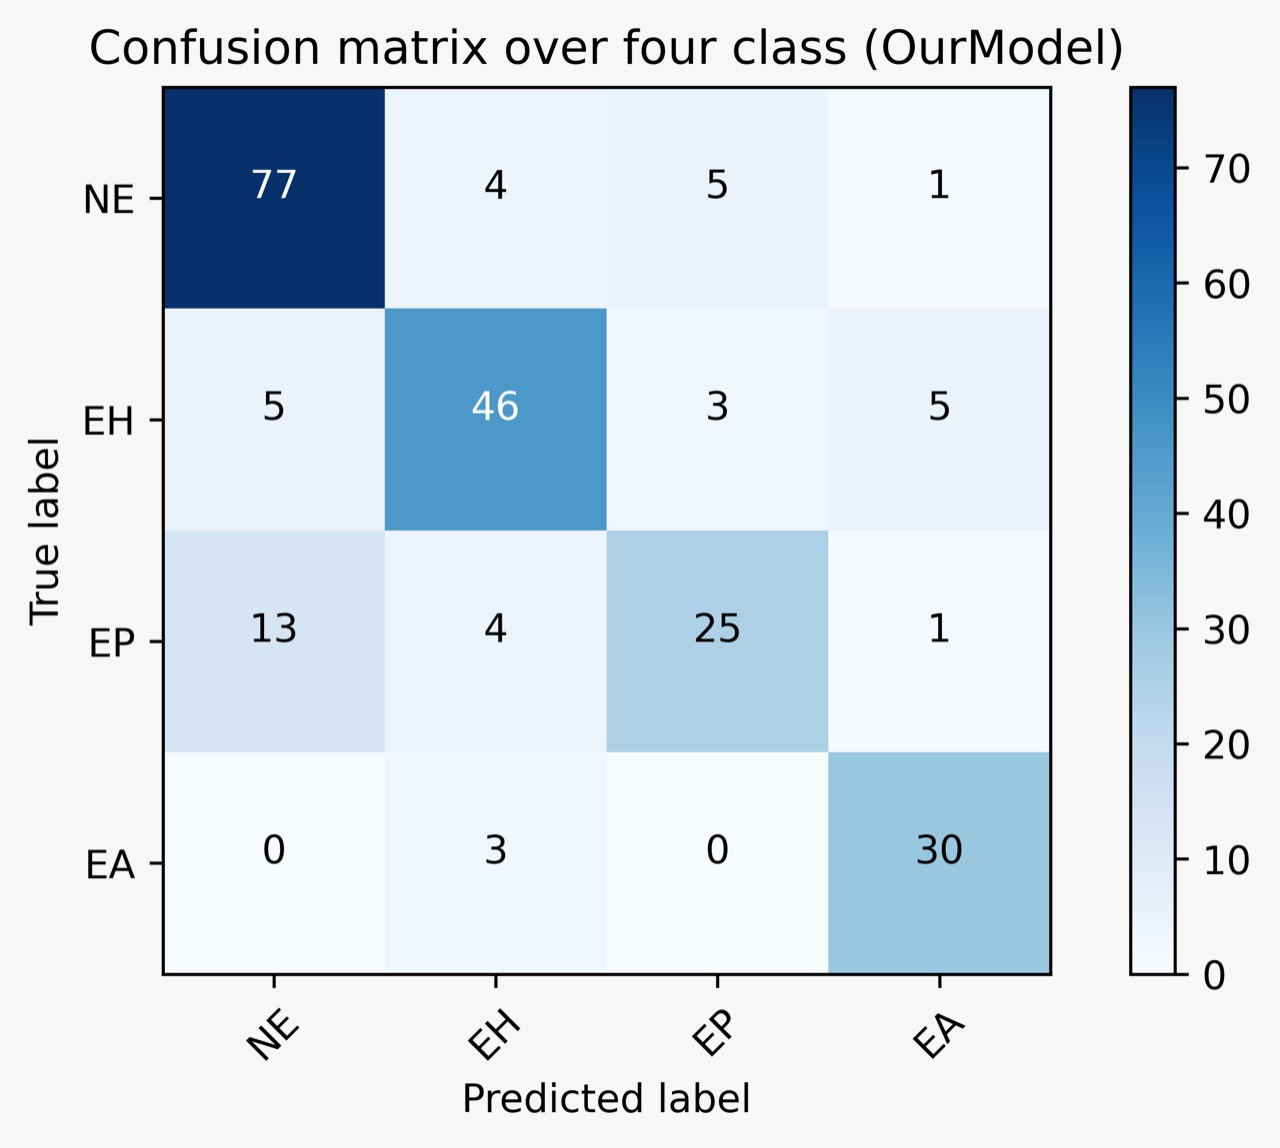 Confusion matrix over four class (OurModel)
NE 77 4 5 1
EH 5 46 3 5
EP 13 4 25 1
EA 0 3 0 30
NE EH EP EA
True label
Predicted label
70
60
50
40
30
20
10
0